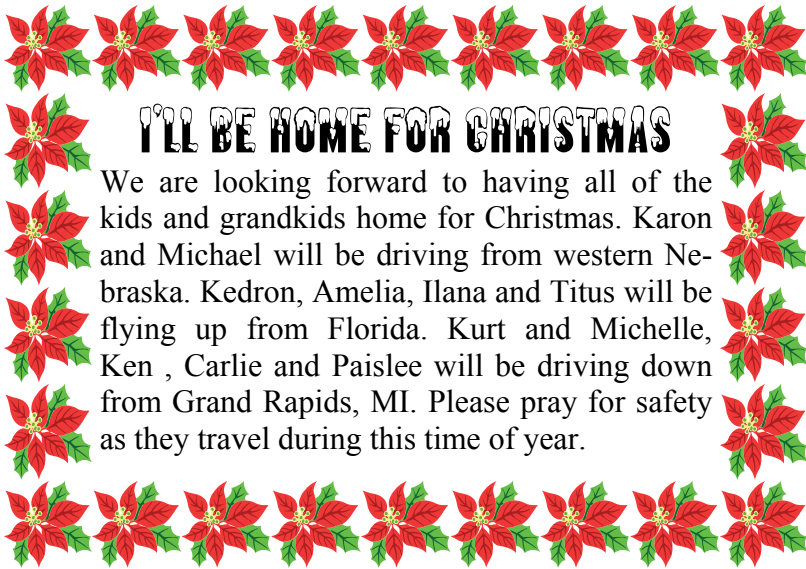 I'LL BE HOME FOR CHRISTMAS
We are looking forward to having all of the
kids and grandkids home for Christmas. Karon
and Michael will be driving from western Ne-
braska. Kedron, Amelia, Ilana and Titus will be
flying up from Florida. Kurt and Michelle,
Ken , Carlie and Paislee will be driving down
from Grand Rapids, MI. Please pray for safety
as they travel during this time of year.